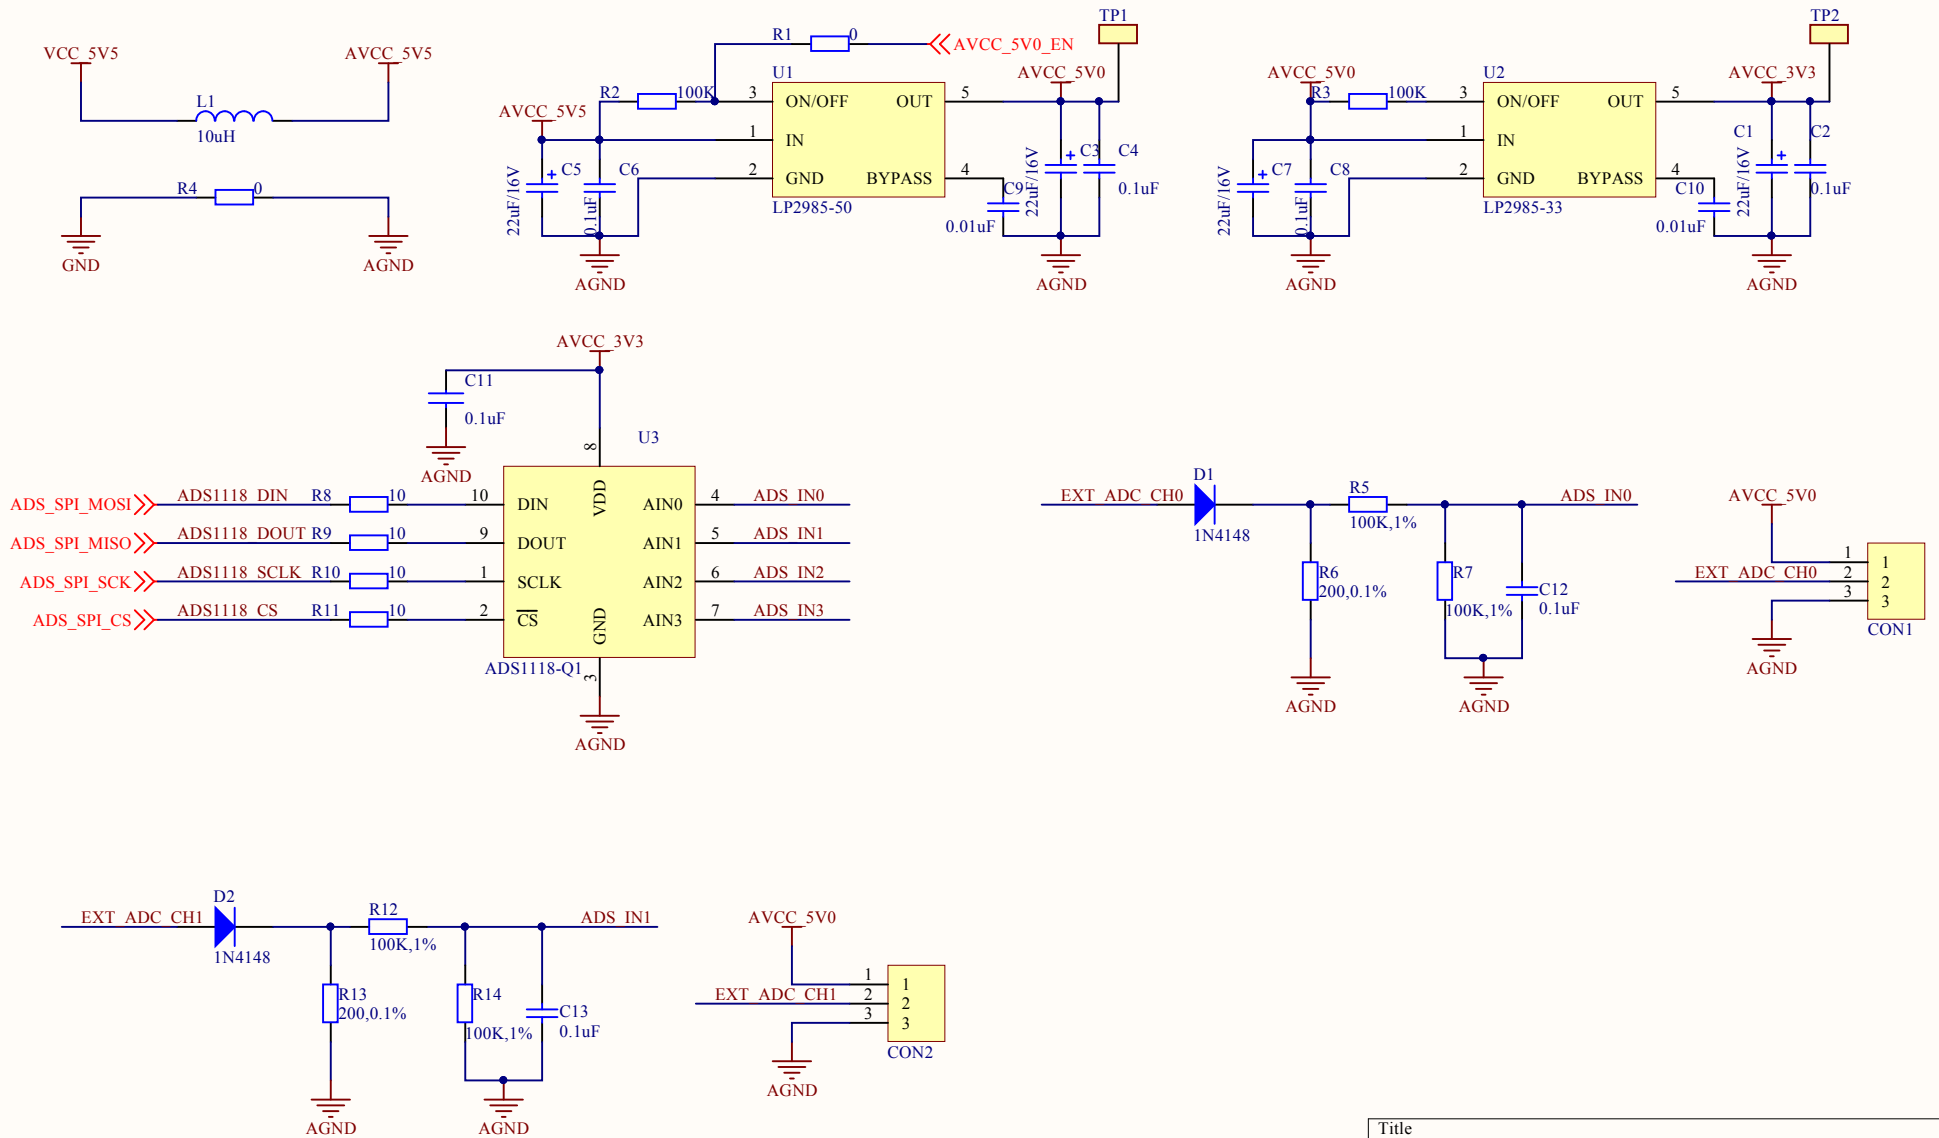 VCC_5V5
AVCC_5V5
L1
10uH
R4
0
GND
AGND
R1
0
AVCC_5V0_EN
TP1
U1
AVCC_5V0
R2
100K
3
ON/OFF
OUT
5
AVCC_5V5
1
IN
C5
C6
2
GND
BYPASS
4
C3
C4
22uF/16V
0.1uF
LP2985-50
C9
0.01uF
22uF/16V
0.1uF
AGND
AGND
TP2
AVCC_5V0
U2
AVCC_3V3
R3
100K
3
ON/OFF
OUT
5
1
IN
C1
C2
C7
C8
2
GND
BYPASS
4
22uF/16V
0.1uF
LP2985-33
C10
0.01uF
22uF/16V
0.1uF
AGND
AGND
AVCC_3V3
C11
0.1uF
AGND
U3
8
VDD
ADS_SPI_MOSI
ADS1118_DIN
R8
10
10
DIN
AIN0
4
ADS_IN0
ADS_SPI_MISO
ADS1118_DOUT
R9
10
9
DOUT
AIN1
5
ADS_IN1
ADS_SPI_SCK
ADS1118_SCLK
R10
10
1
SCLK
AIN2
6
ADS_IN2
ADS_SPI_CS
ADS1118_CS
R11
10
2
CS
GND
AIN3
7
ADS_IN3
ADS1118-Q1
3
AGND
D1
EXT_ADC_CH0
1N4148
R5
100K,1%
ADS_IN0
R6
200,0.1%
R7
100K,1%
C12
0.1uF
AGND
AGND
AVCC_5V0
1
1
EXT_ADC_CH0
2
2
3
3
CON1
AGND
D2
EXT_ADC_CH1
1N4148
R12
100K,1%
ADS_IN1
R13
200,0.1%
R14
100K,1%
C13
0.1uF
AGND
AGND
AVCC_5V0
1
1
EXT_ADC_CH1
2
2
3
3
CON2
AGND
Title